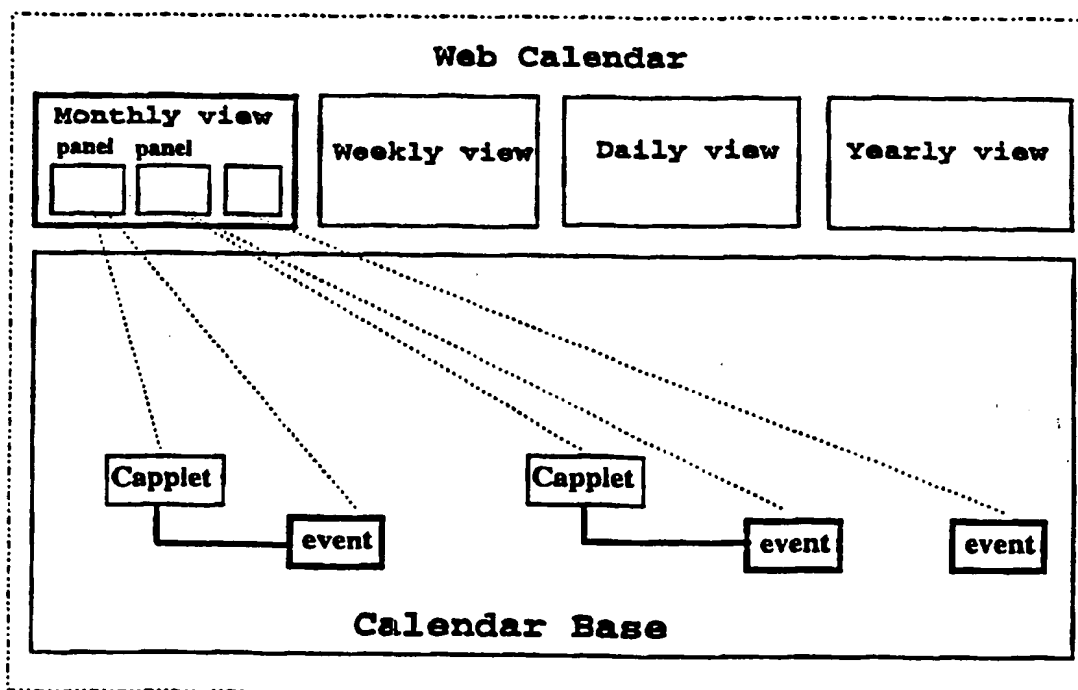 Web Calendar
Monthly view
panel panel
Weekly view
Daily view
Yearly view
Capplet
Capplet
event
event
event
Calendar Base